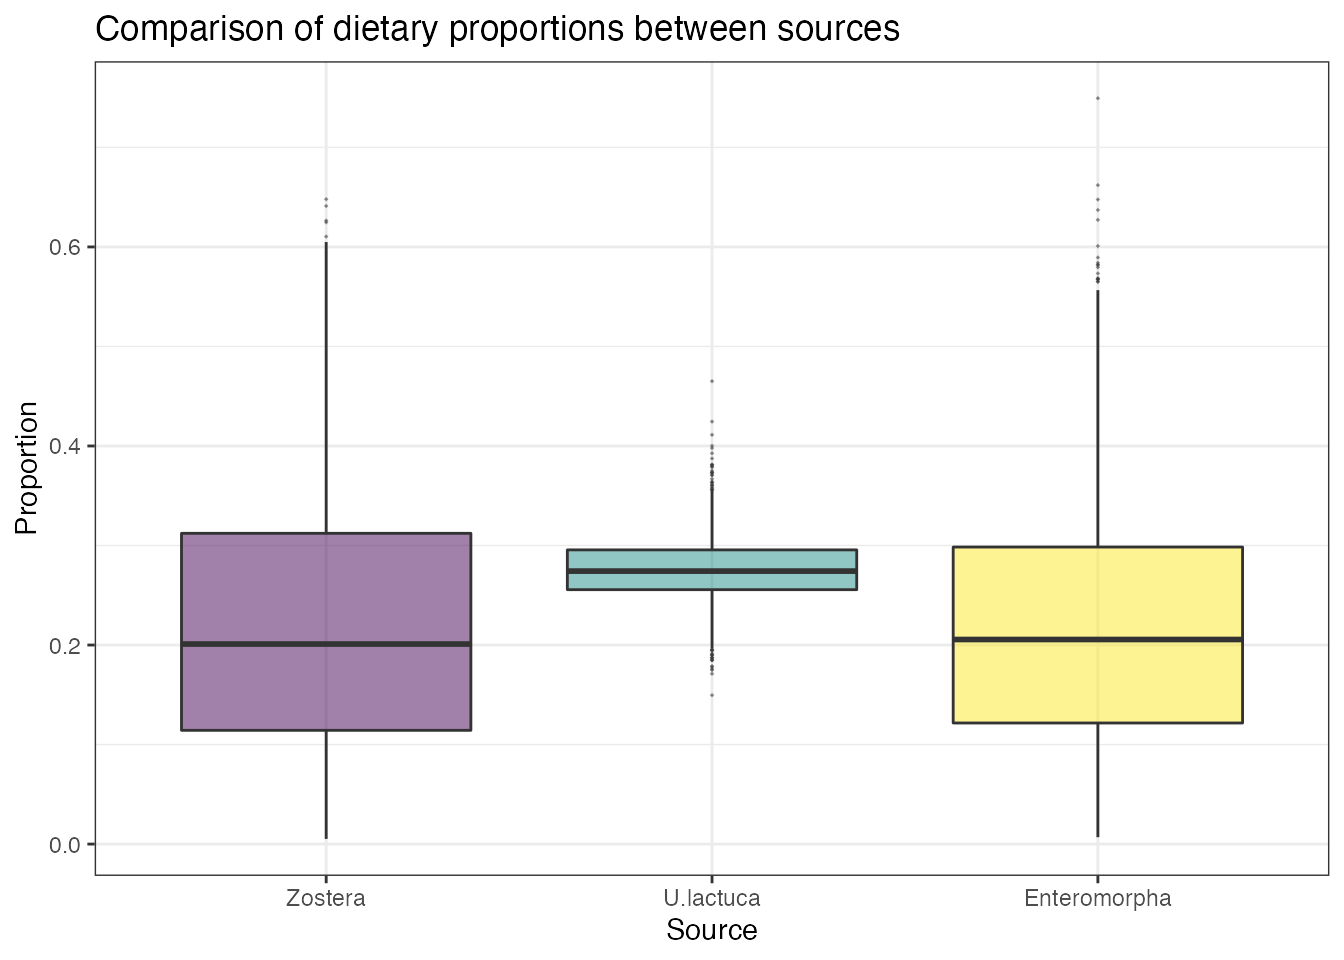 Comparison of dietary proportions between sources
Proportion
0.6
0.4
0.2
0.0
Zostera U.lactuca Enteromorpha
Source